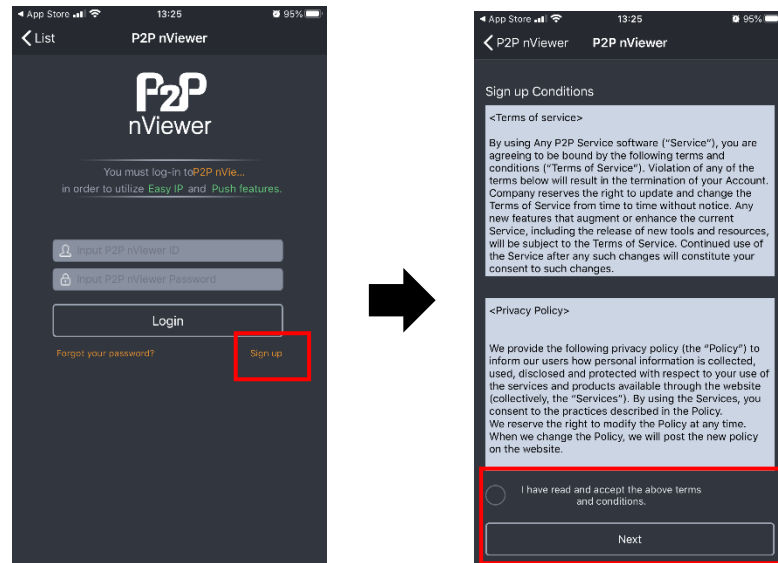 App Store 13:25 95%
List P2P nViewer
P2P
nViewer
You must log-in toP2P nVie...
in order to utilize Easy IP and Push features.
Input P2P nViewer ID
Input P2P nViewer Password
Login
Forgot your password? Sign up
App Store 13:25 95%
P2P nViewer P2P nViewer
Sign up Conditions
<Terms of service>
By using Any P2P Service software ("Service"), you are
agreeing to be bound by the following terms and
conditions ("Terms of Service"). Violation of any of the
terms below will result in the termination of your Account.
Company reserves the right to update and change the
Terms of Service from time to time without notice. Any
new features that augment or enhance the current
Service, including the release of new tools and resources,
will be subject to the Terms of Service. Continued use of
the Service after any such changes will constitute your
consent to such changes.
<Privacy Policy>
We provide the following privacy policy (the “Policy”) to
inform our users how personal information is collected,
used, disclosed and protected with respect to your use of
the services and products available through the website
(collectively, the “Services”). By using the Services, you
consent to the practices described in the Policy.
We reserve the right to modify the Policy at any time.
When we change the Policy, we will post the new policy
on the website.
I have read and accept the above terms
and conditions.
Next